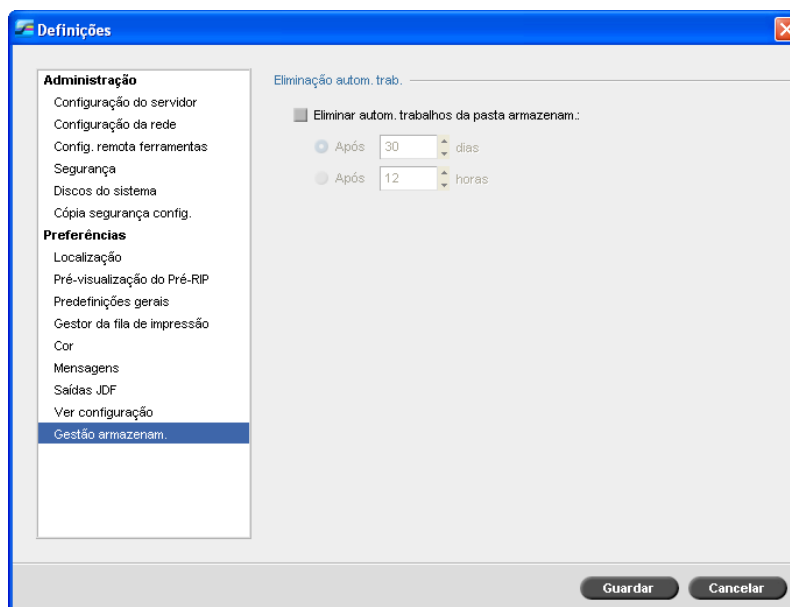 Definições
Administração
Configuração do servidor
Configuração da rede
Config. remota ferramentas
Segurança
Discos do sistema
Cópia segurança config.
Preferências
Localização
Pré-visualização do Pré-RIP
Predefinições gerais
Gestor da fila de impressão
Cor
Mensagens
Saídas JDF
Ver configuração
Gestão armazenam.
Eliminação autom. trab.
Eliminar autom. trabalhos da pasta armazenam.:
Após 30 dias
Após 12 horas
Guardar Cancelar